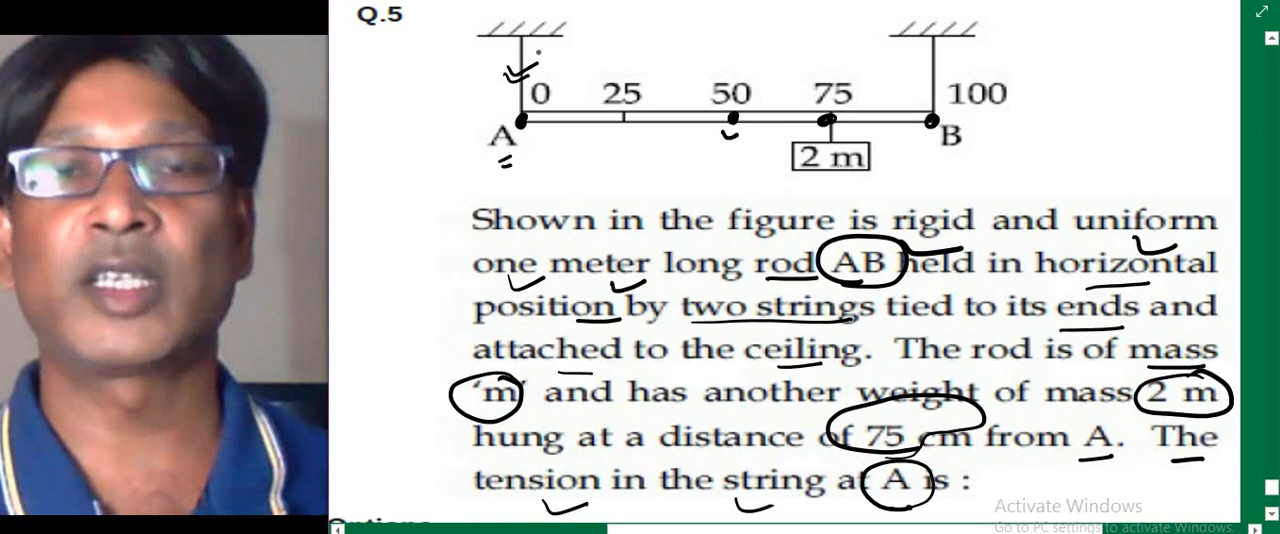 Q.5
0 25 50 75 100
A B
2 m
Shown in the figure is rigid and uniform
one meter long rod AB held in horizontal
position by two strings tied to its ends and
attached to the ceiling. The rod is of mass
‘m’ and has another weight of mass 2 m
hung at a distance of 75 cm from A. The
tension in the string at A is :
Activate Windows
Go to PC settings to activate Windows.
Options